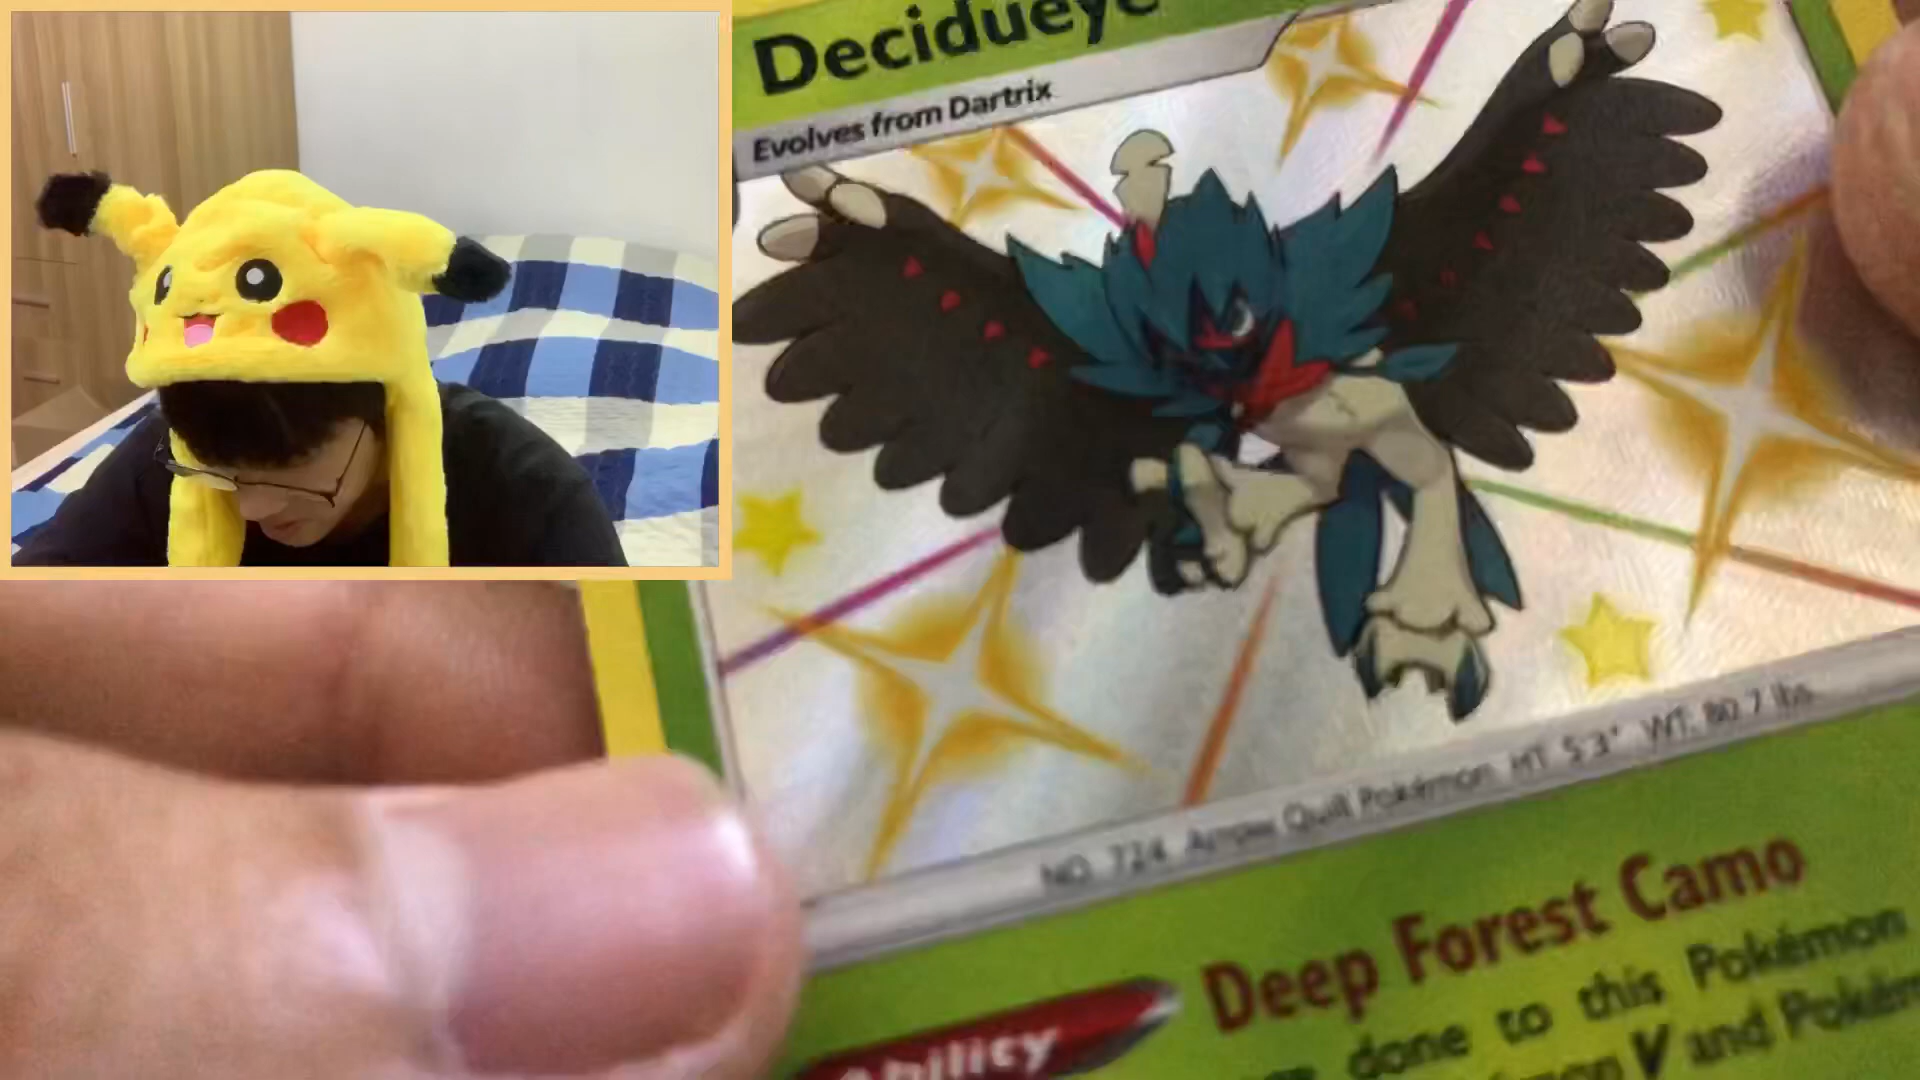 Decidueye
Evolves from Dartrix
NO. 724 Arrow Quill Pokémon HT 5'3" WT. 80.7 lbs
Ability
Deep Forest Camo
done to this Pokémon
V and Pokém